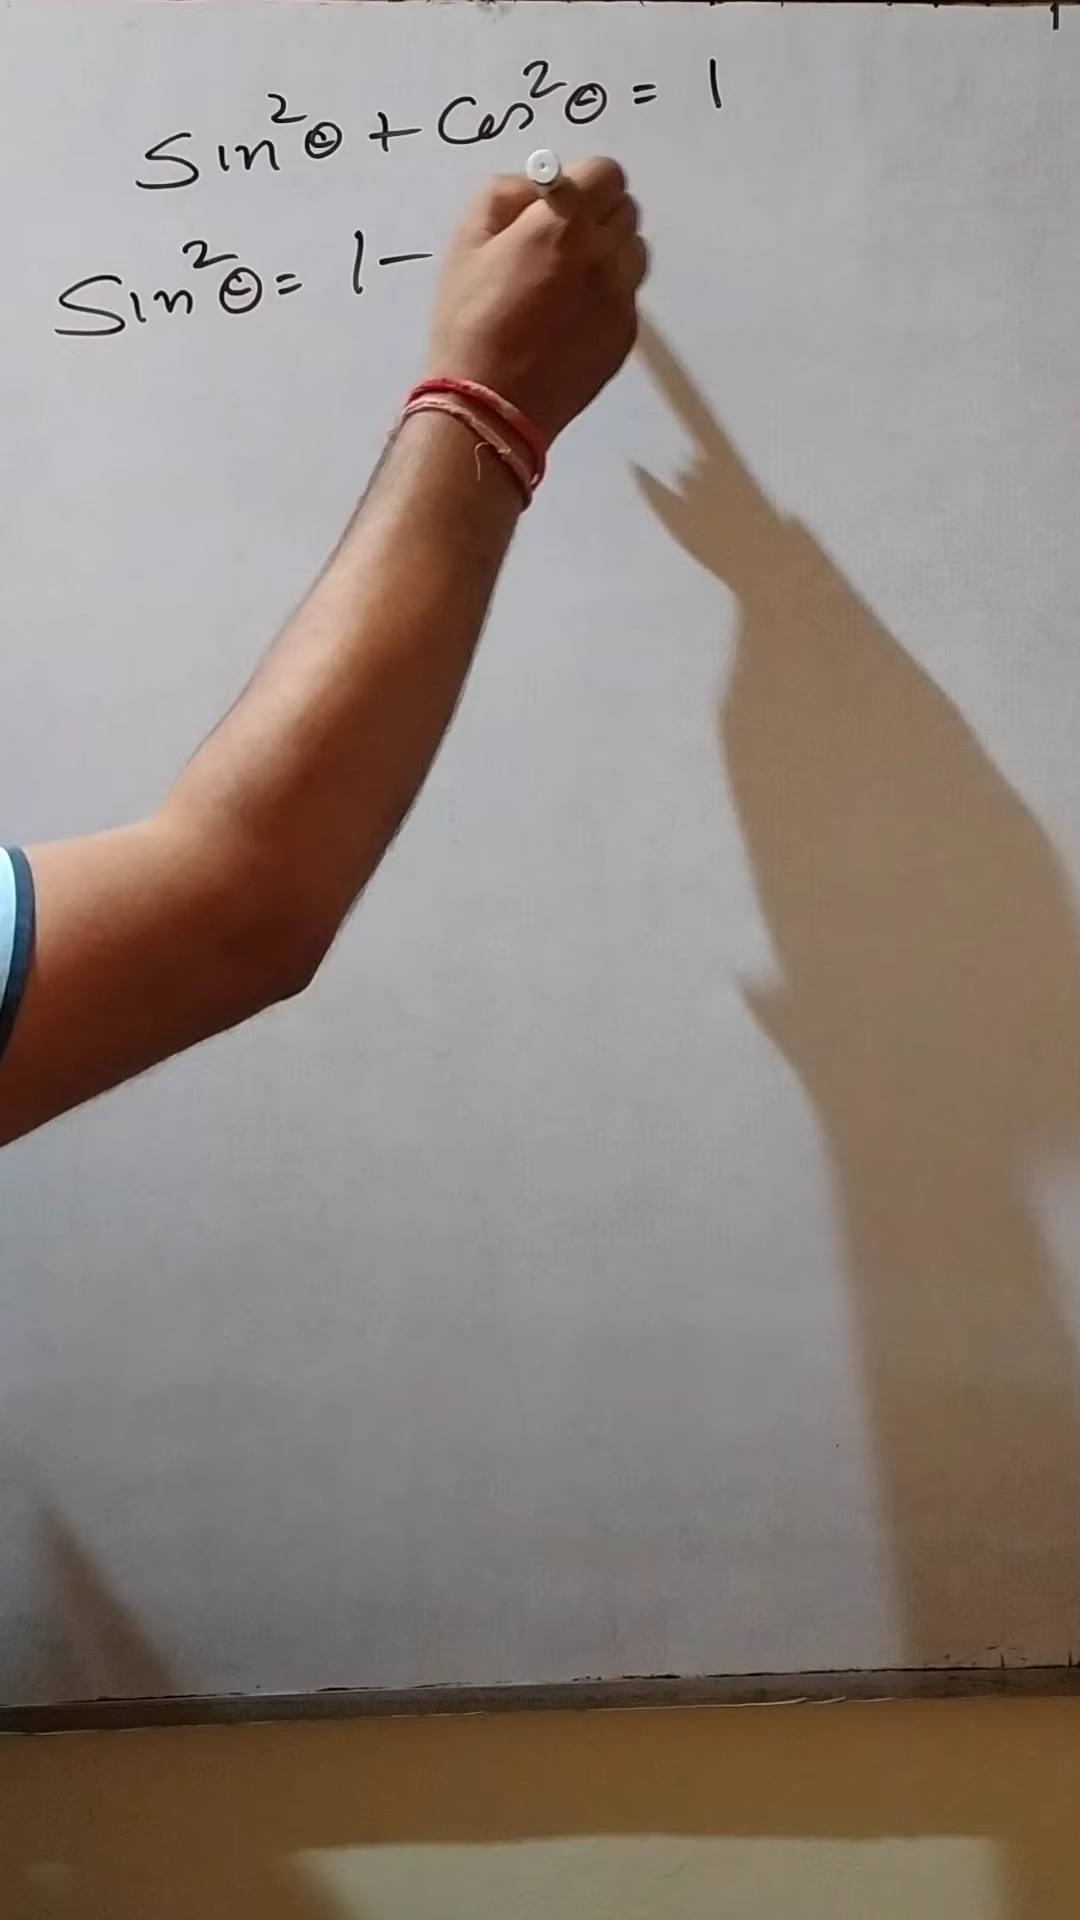 Sin²θ + Cos²θ = 1
Sin²θ = 1 -